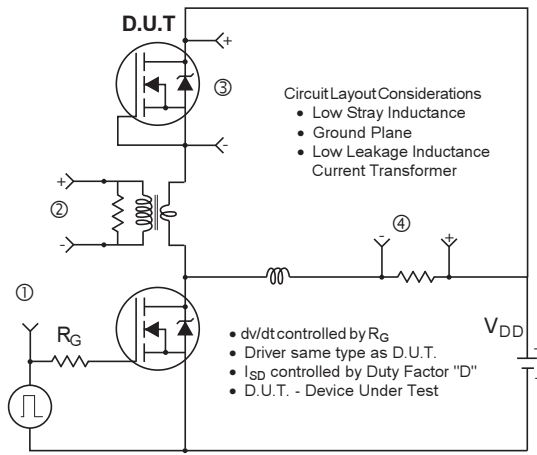 D.U.T
+
③
-
Circuit Layout Considerations
• Low Stray Inductance
• Ground Plane
• Low Leakage Inductance
Current Transformer
+
②
-
④
-
+
①
RG
• dv/dt controlled by RG
• Driver same type as D.U.T.
• ISD controlled by Duty Factor "D"
• D.U.T. - Device Under Test
VDD
+
-